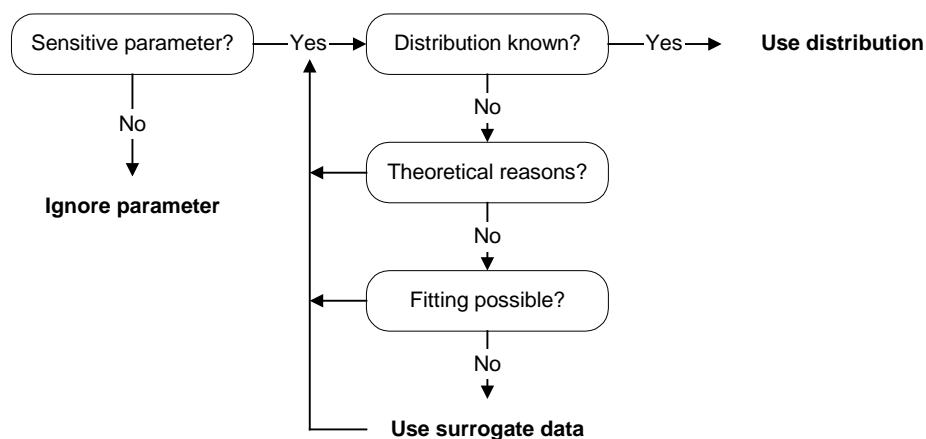 Sensitive parameter?
Yes
Distribution known?
Yes
Use distribution
No
No
Theoretical reasons?
Ignore parameter
No
Fitting possible?
No
Use surrogate data